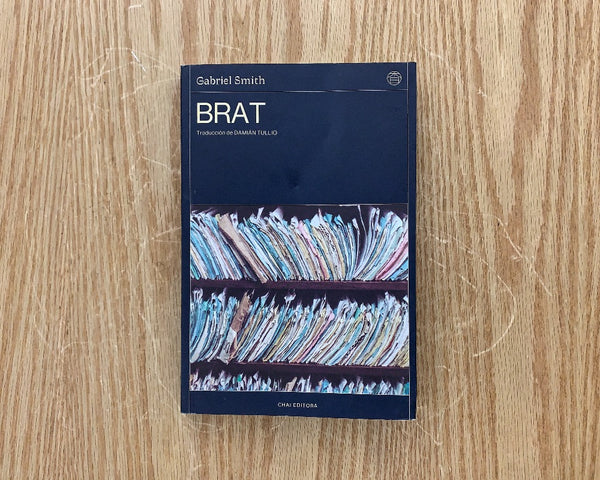 Gabriel Smith
BRAT
Traducción de DAMIÁN TULLIO
CHAI EDITORA